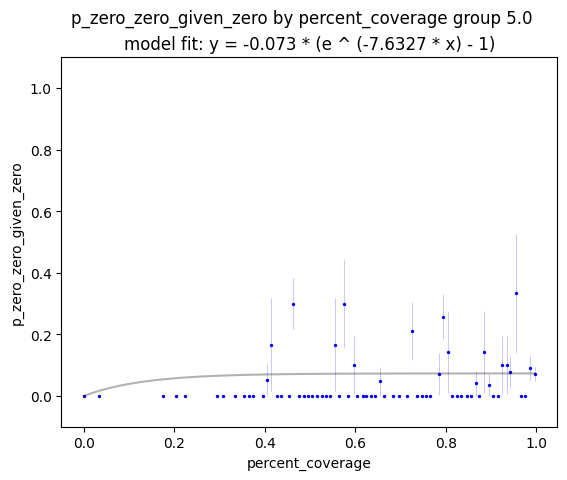 p_zero_zero_given_zero by percent_coverage group 5.0
model fit: y = -0.073 * (e ^ (-7.6327 * x) - 1)
1.0
0.8
0.6
0.4
0.2
0.0
p_zero_zero_given_zero
0.0 0.2 0.4 0.6 0.8 1.0
percent_coverage